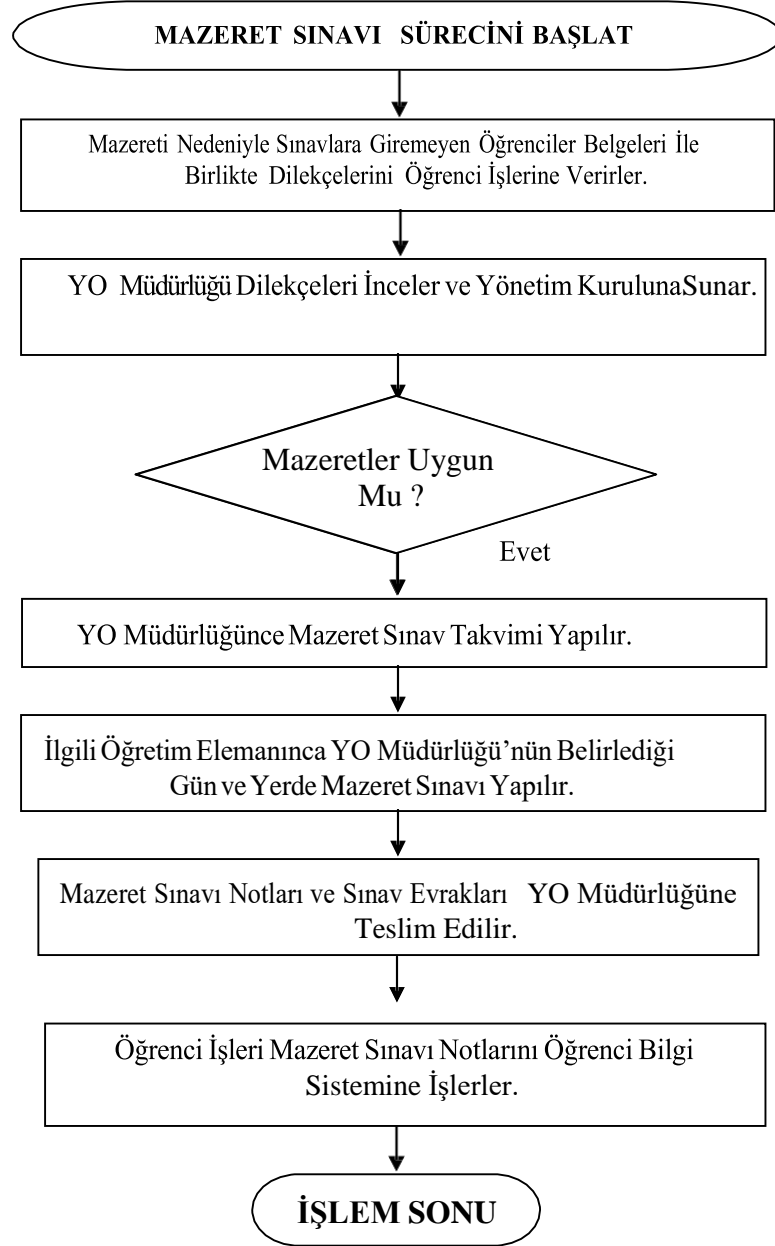 MAZERET SINAVI SÜRECİNİ BAŞLAT
Mazereti Nedeniyle Sınavlara Giremeyen Öğrenciler Belgeleri İle
Birlikte Dilekçelerini Öğrenci İşlerine Verirler.
YO Müdürlüğü Dilekçeleri İnceler ve Yönetim KurulunaSunar.
Mazeretler Uygun
Mu ?
Evet
YO Müdürlüğünce Mazeret Sınav Takvimi Yapılır.
İlgili Öğretim Elemanınca YO Müdürlüğü’nün Belirlediği
Gün ve Yerde Mazeret Sınavı Yapılır.
Mazeret Sınavı Notları ve Sınav Evrakları YO Müdürlüğüne
Teslim Edilir.
Öğrenci İşleri Mazeret Sınavı Notlarını Öğrenci Bilgi
Sistemine İşlerler.
İŞLEM SONU